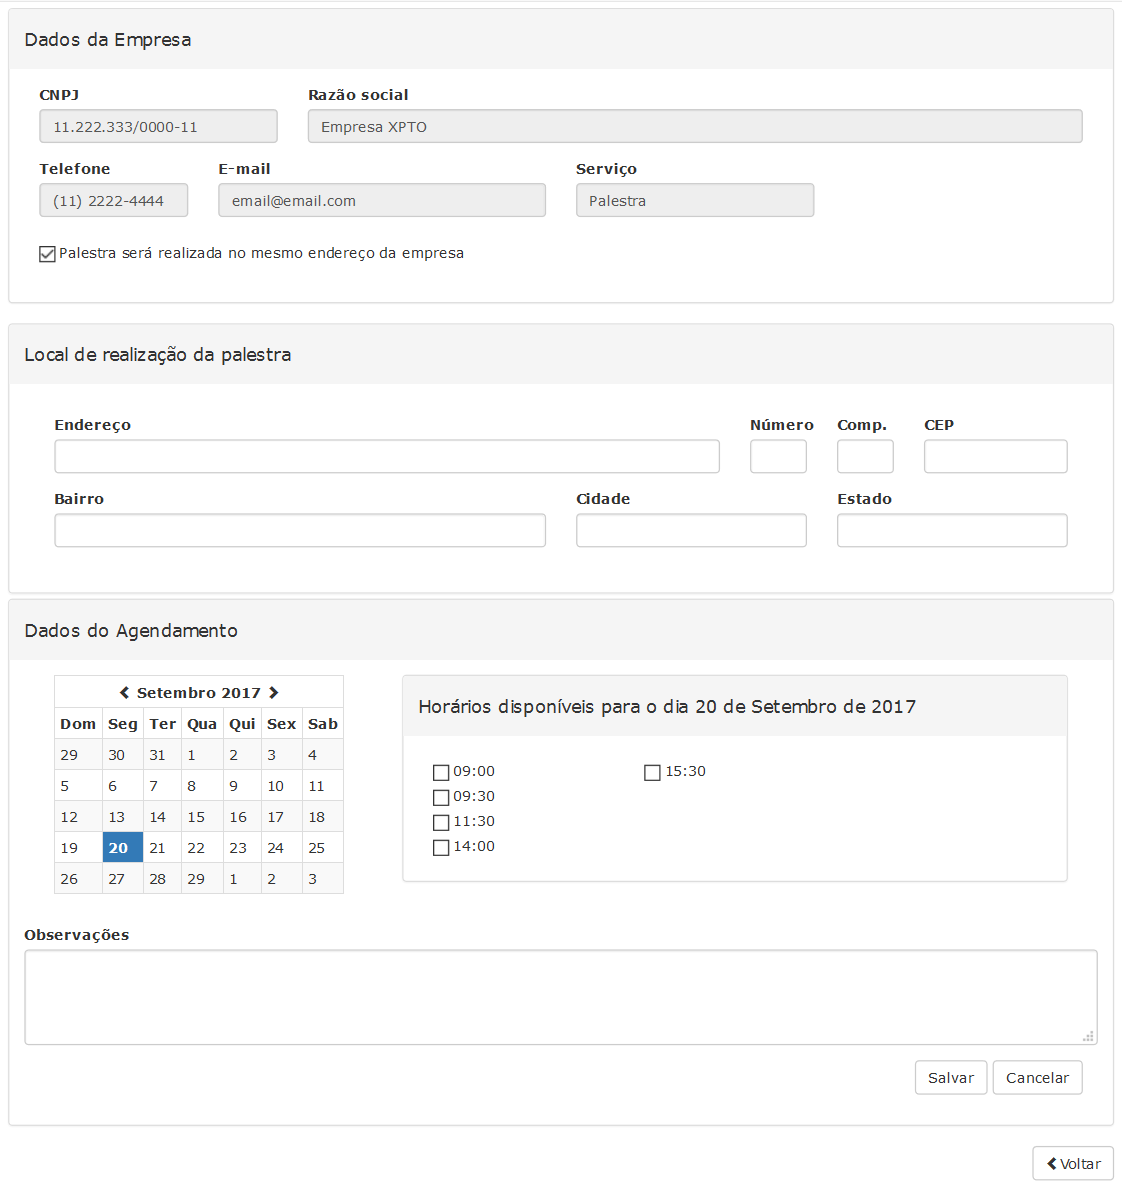 Dados da Empresa
CNPJ Razão social
11.222.333/0000-11 Empresa XPTO
Telefone E-mail Serviço
(11) 2222-4444 email@email.com Palestra
Palestra será realizada no mesmo endereço da empresa
Local de realização da palestra
Endereço Número Comp. CEP
Bairro Cidade Estado
Dados do Agendamento
Setembro 2017
Dom Seg Ter Qua Qui Sex Sab
29 30 31 1 2 3 4
5 6 7 8 9 10 11
12 13 14 15 16 17 18
19 20 21 22 23 24 25
26 27 28 29 1 2 3
Horários disponíveis para o dia 20 de Setembro de 2017
09:00 15:30
09:30
11:30
14:00
Observações
Salvar Cancelar
Voltar